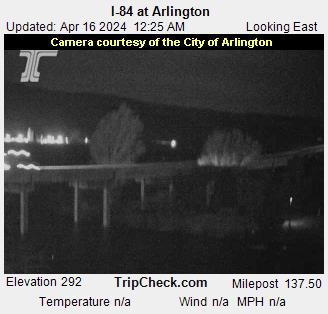 I-84 at Arlington
Updated: Apr 16 2024 12:25 AM Looking East
Camera courtesy of the City of Arlington
Elevation 292 TripCheck.com Milepost 137.50
Temperature n/a Wind n/a MPH n/a